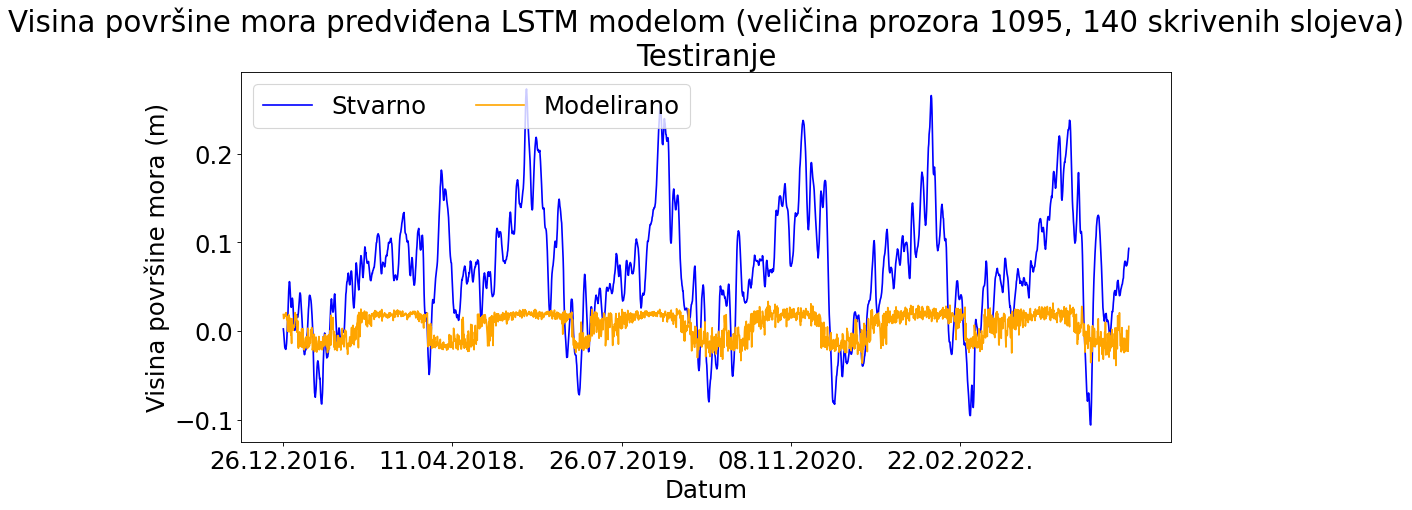 Visina površine mora predviđena LSTM modelom (veličina prozora 1095, 140 skrivenih slojeva)
Testiranje
Stvarno
Modelirano
Visina površine mora (m)
0.2
0.1
0.0
−0.1
26.12.2016.
11.04.2018.
26.07.2019.
08.11.2020.
22.02.2022.
Datum